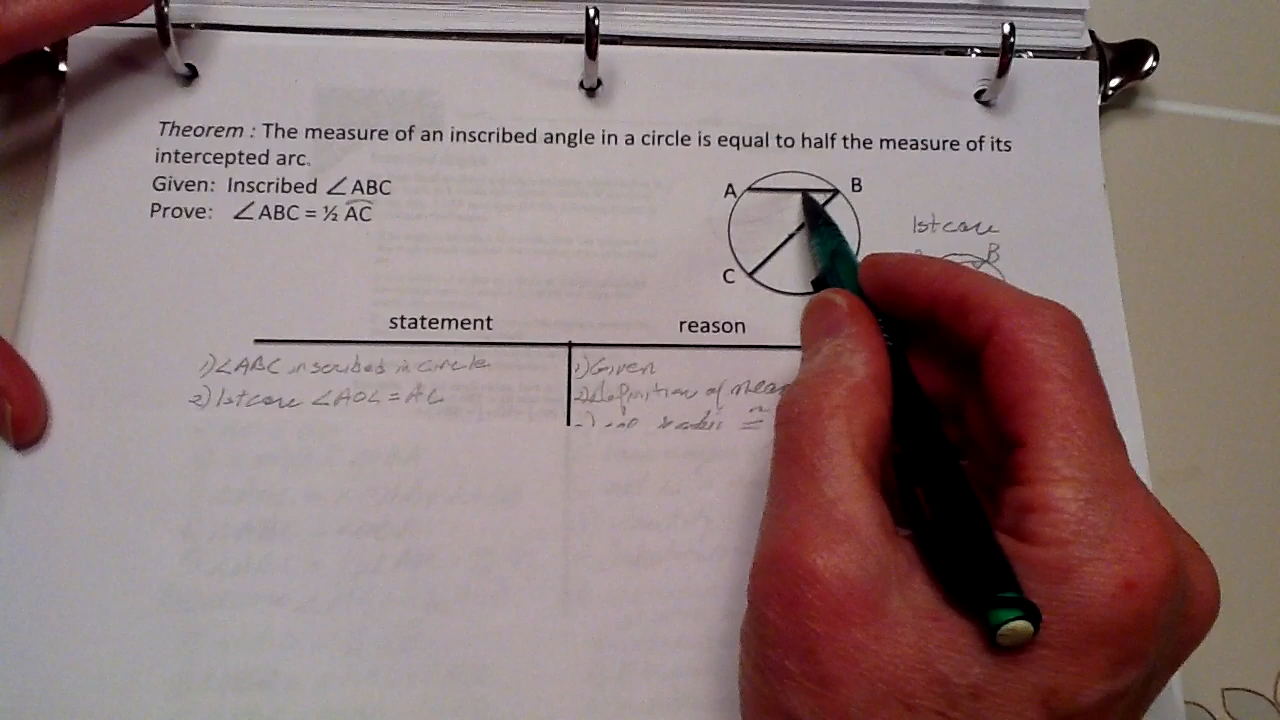 Theorem : The measure of an inscribed angle in a circle is equal to half the measure of its
intercepted arc.
Given: Inscribed ∠ABC
Prove: ∠ABC = ½ AC
A
B
C
1st case
B
statement
reason
1) ∠ABC inscribed in circle
1) Given
2) 1st case ∠AOC = AC
2) definition of
radii ≅